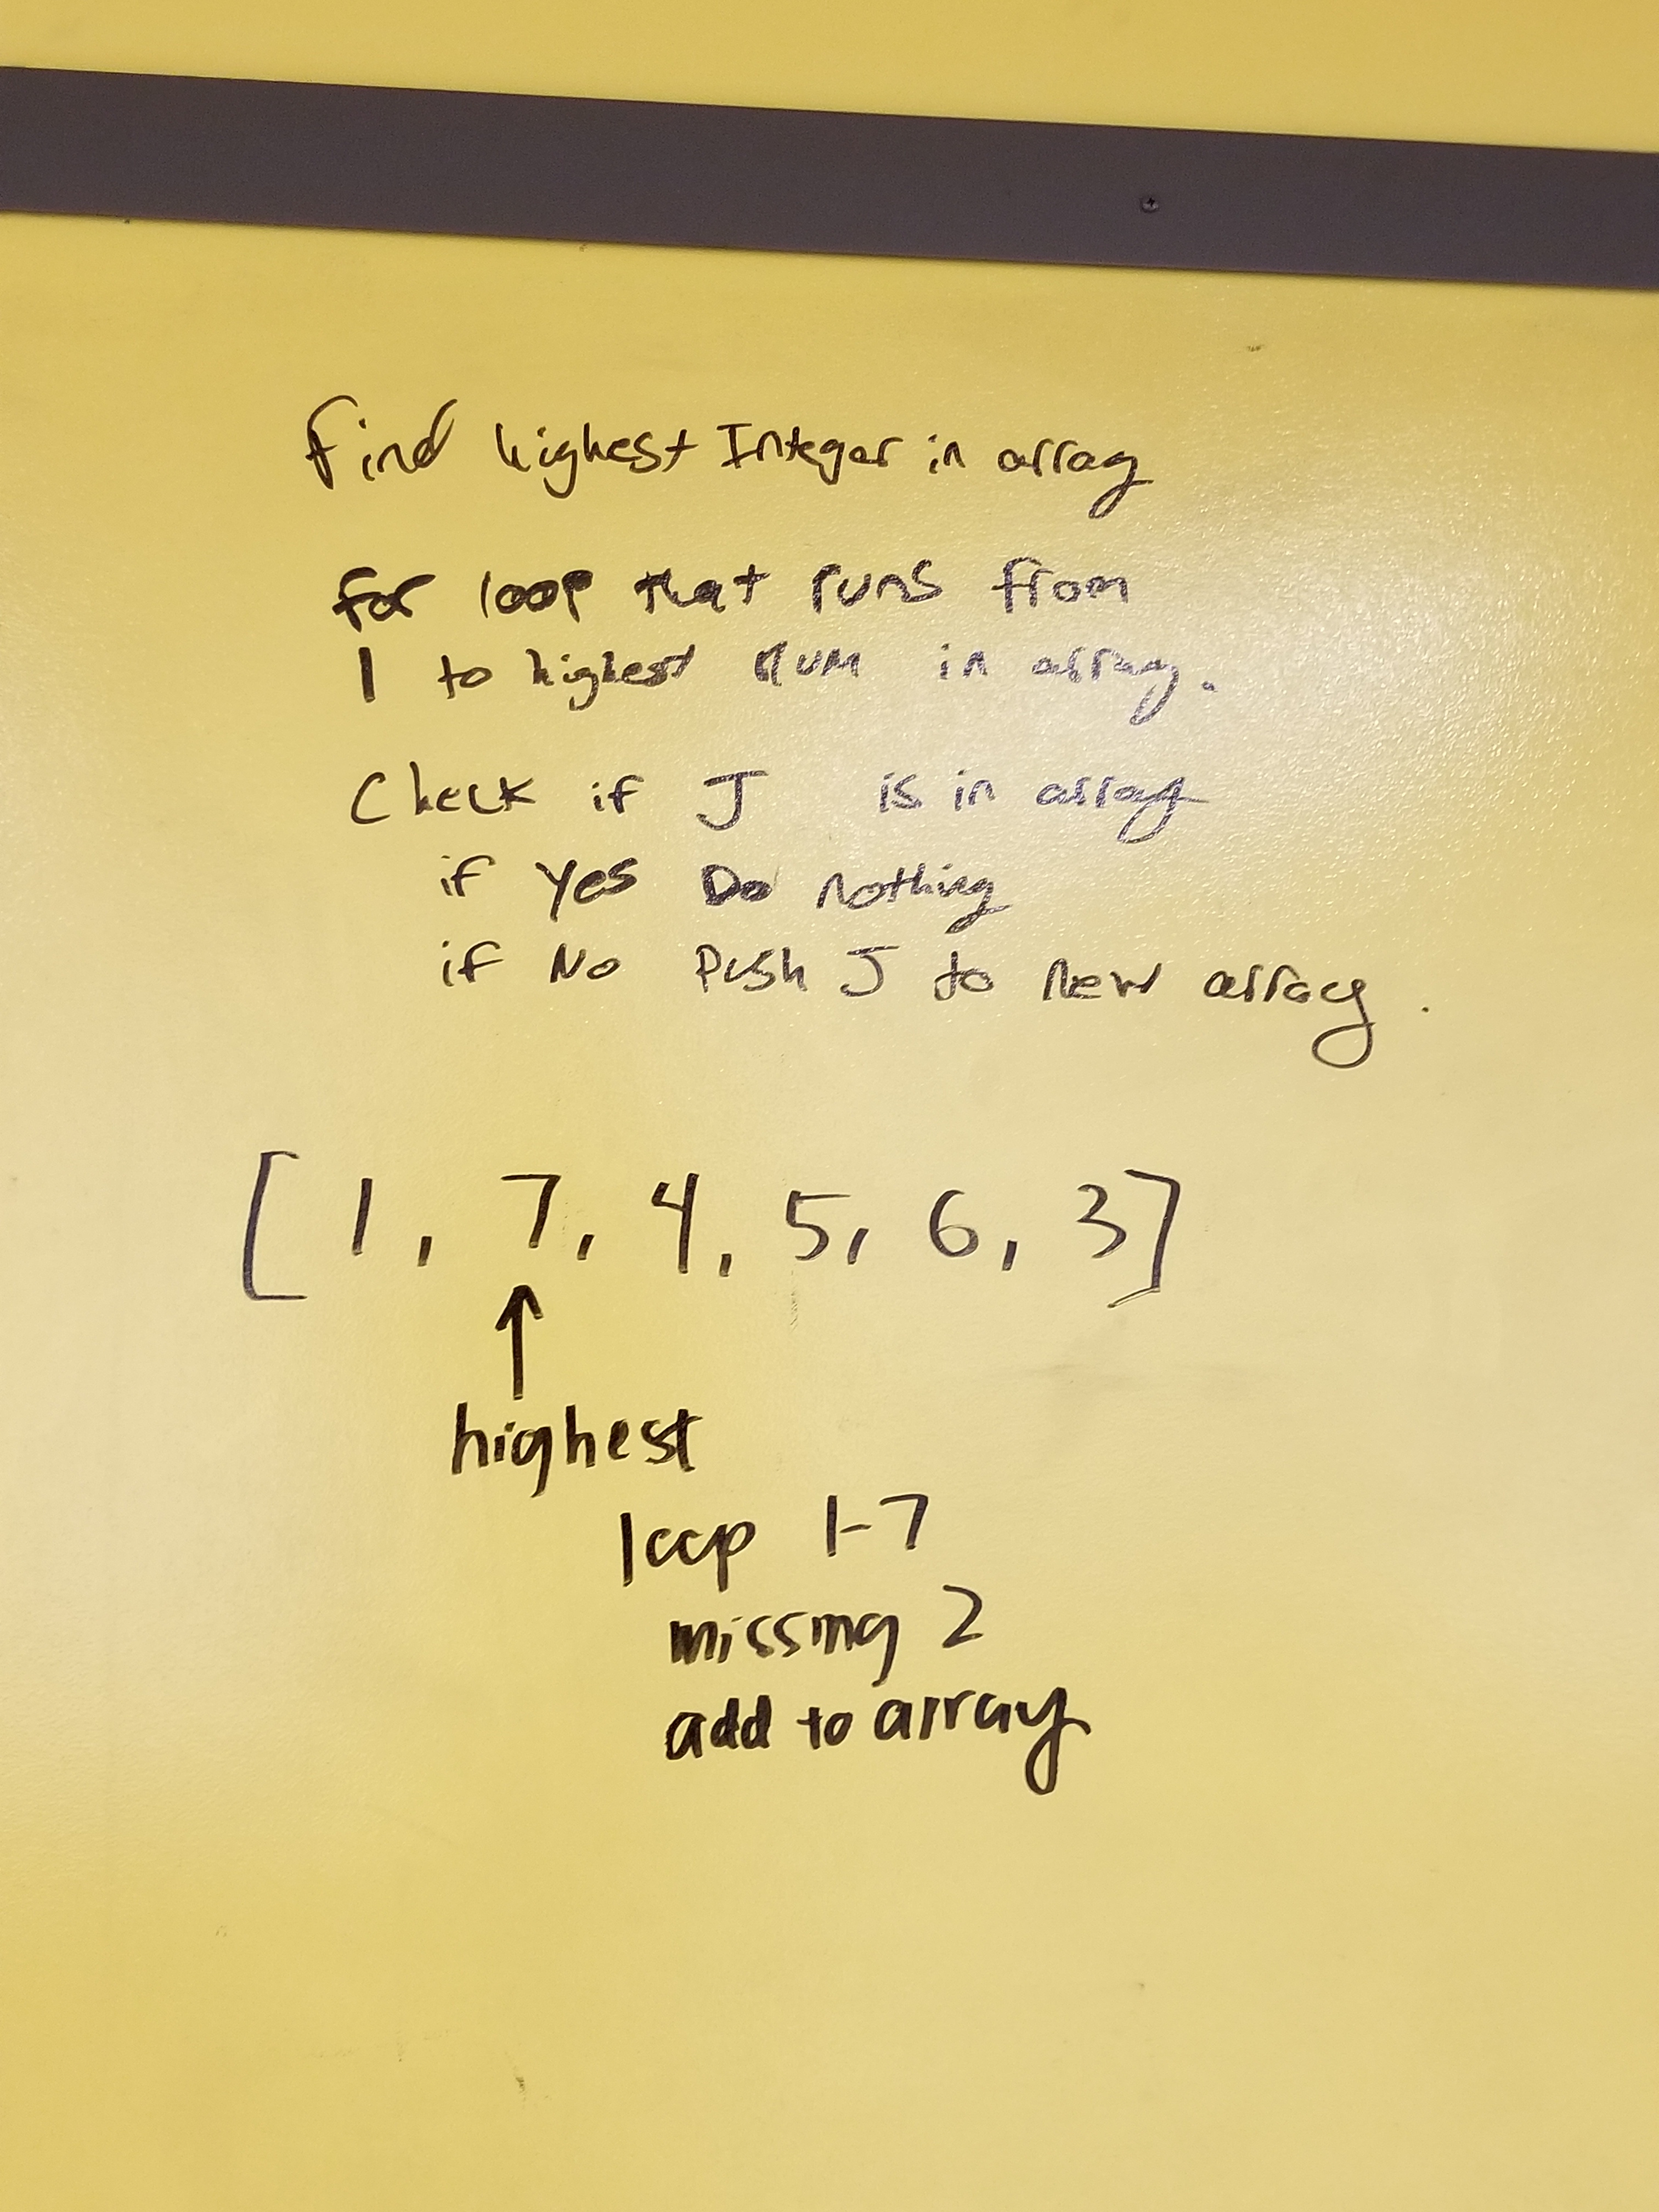 Find highest Integer in array
for loop that runs from
1 to highest num in array.
Check if J is in array
if Yes Do nothing
if No Push J to New array.
[1, 7, 4, 5, 6, 3]
↑
highest
loop 1-7
missing 2
add to array